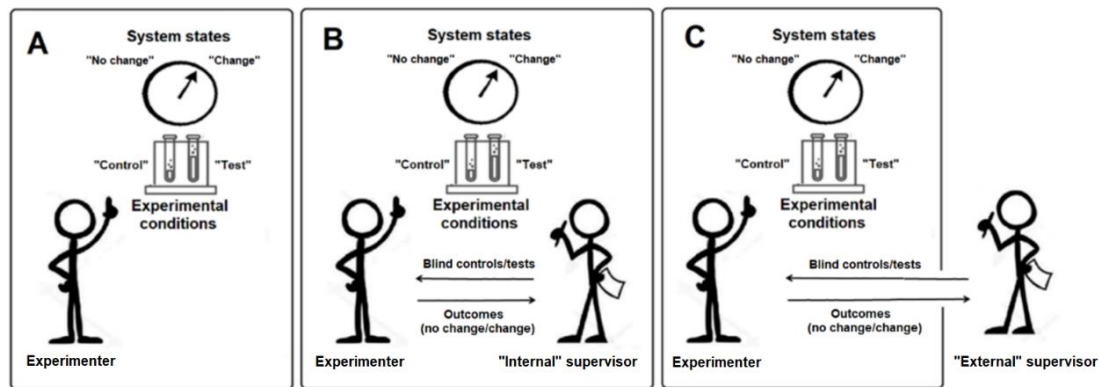 A
System states
"No change"
"Change"
"Control"
"Test"
Experimental
conditions
Experimenter
B
System states
"No change"
"Change"
"Control"
"Test"
Experimental
conditions
Blind controls/tests
Outcomes
(no change/change)
Experimenter
"Internal" supervisor
C
System states
"No change"
"Change"
"Control"
"Test"
Experimental
conditions
Blind controls/tests
Outcomes
(no change/change)
Experimenter
"External" supervisor